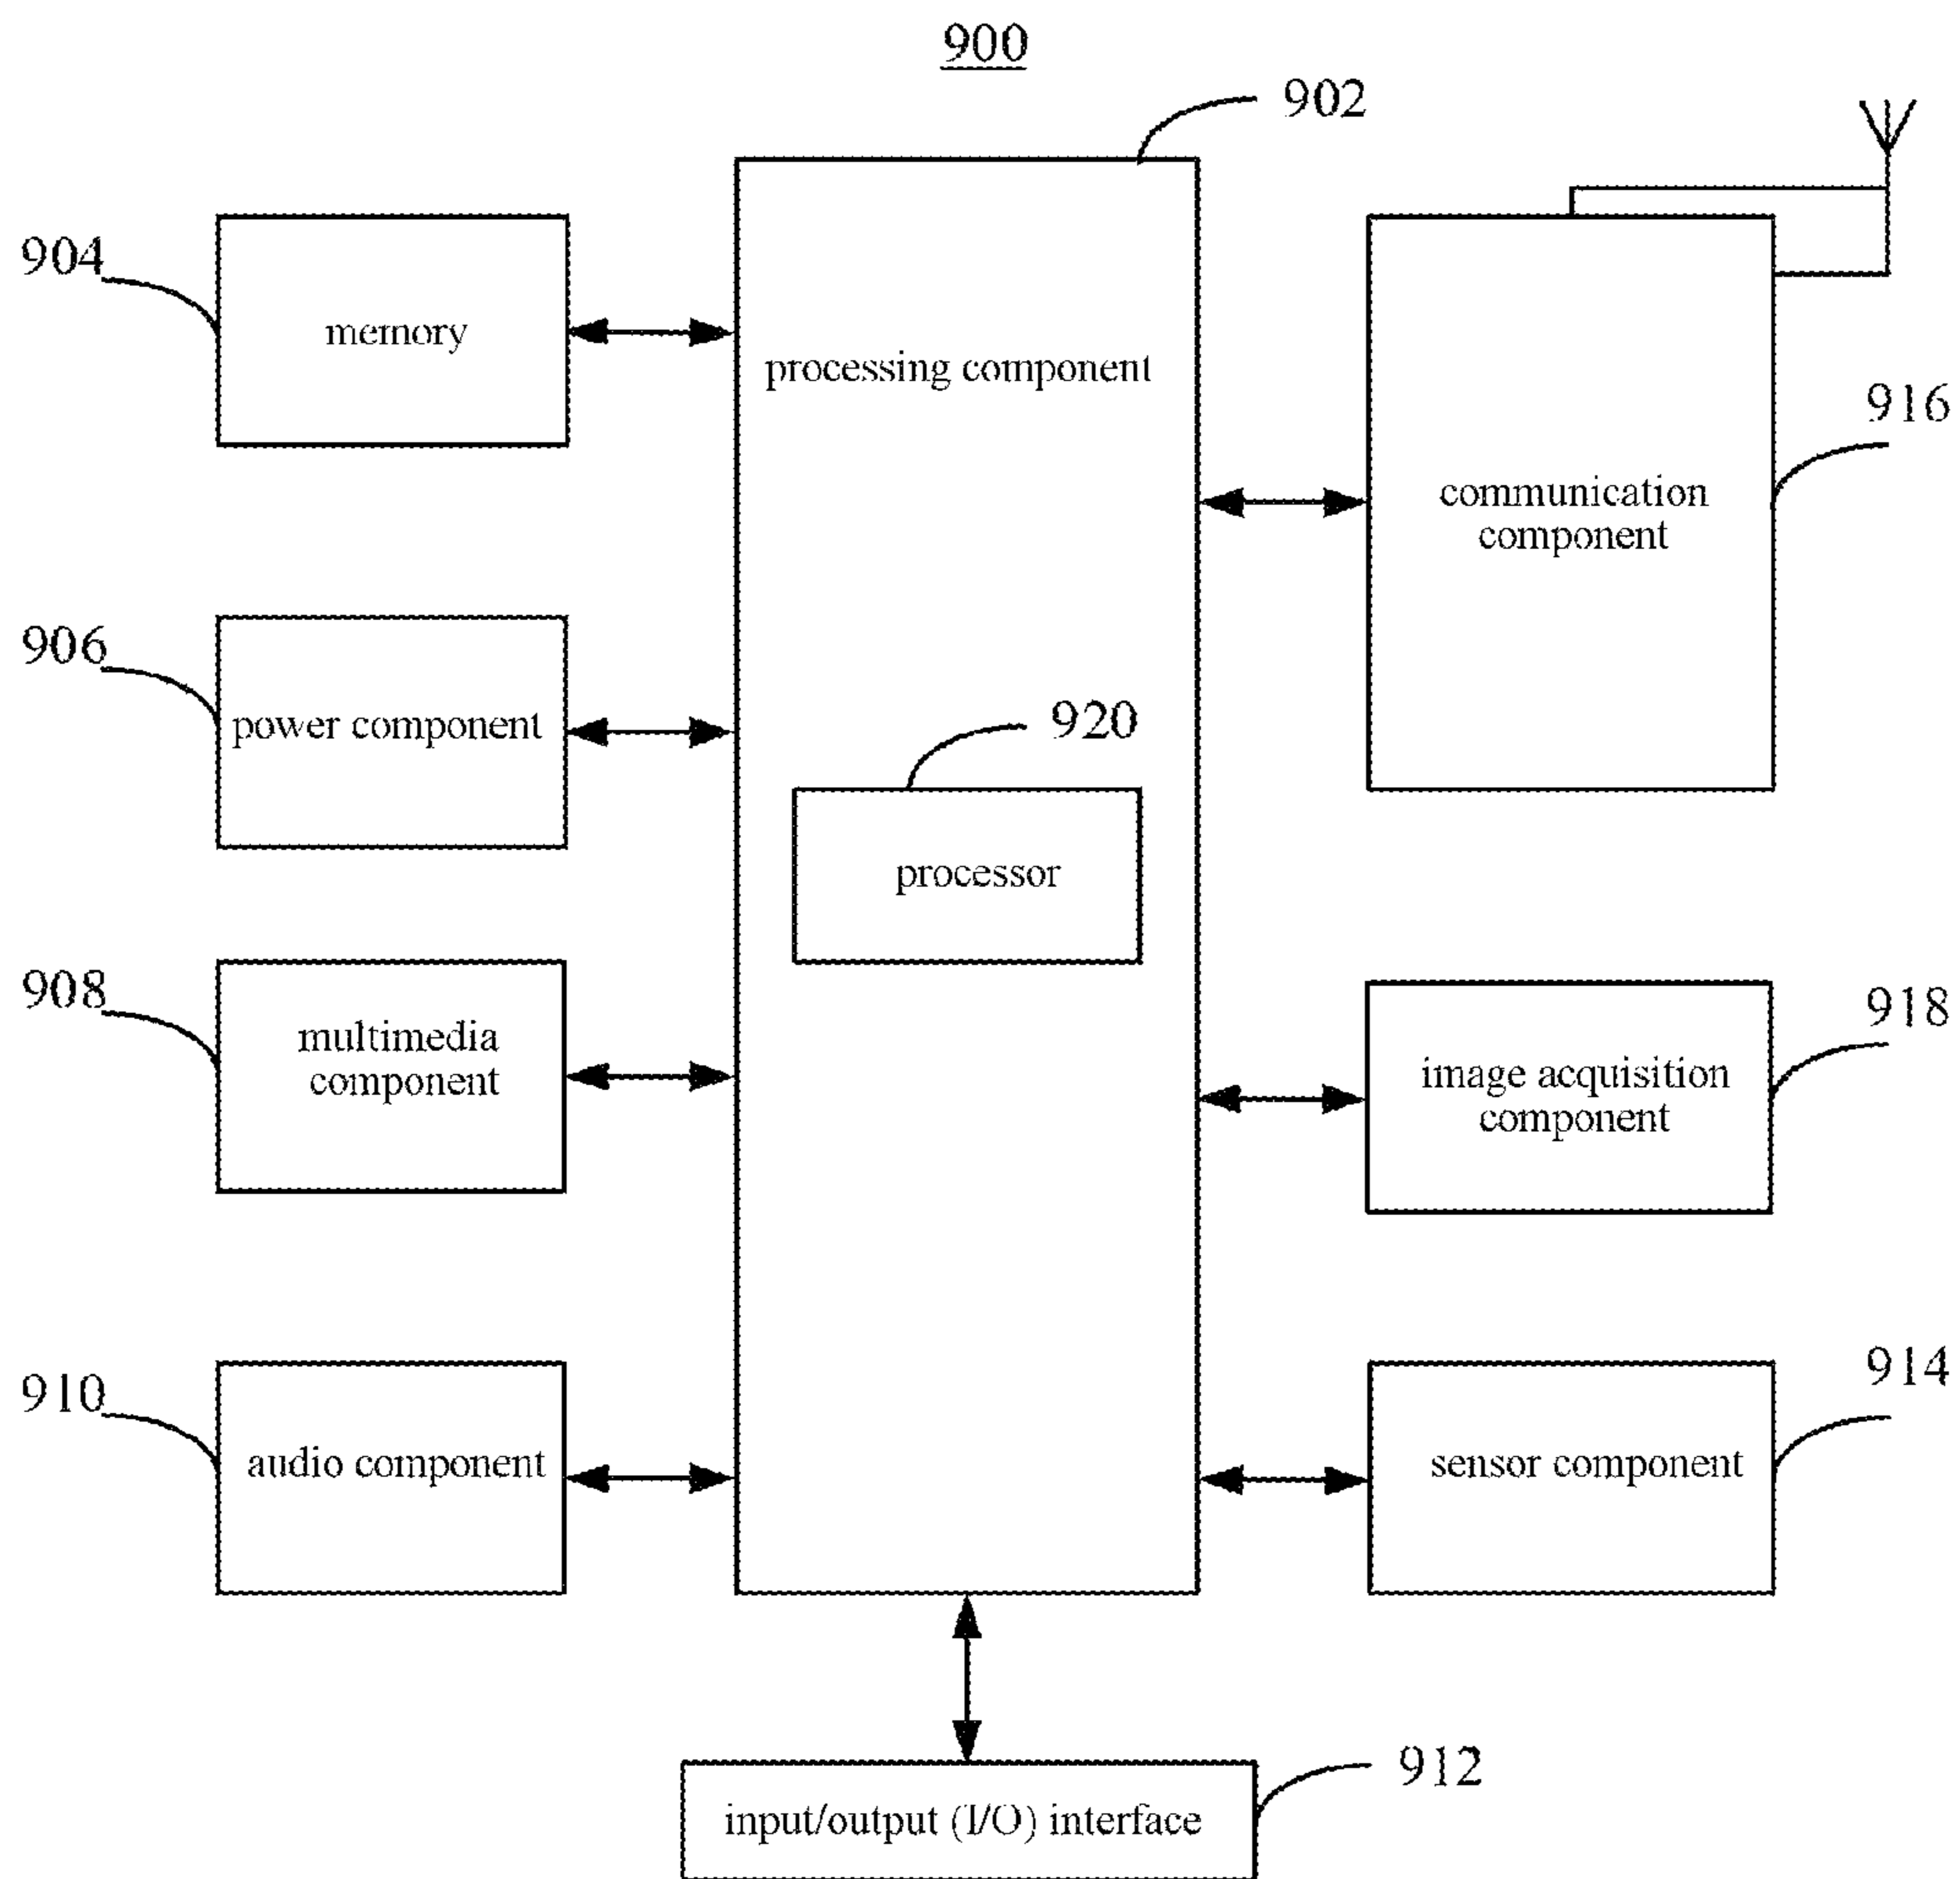 900
902
904
memory
processing component
916
communication
component
906
power component
920
processor
908
multimedia
component
918
image acquisition
component
910
audio component
914
sensor component
912
input/output (I/O) interface